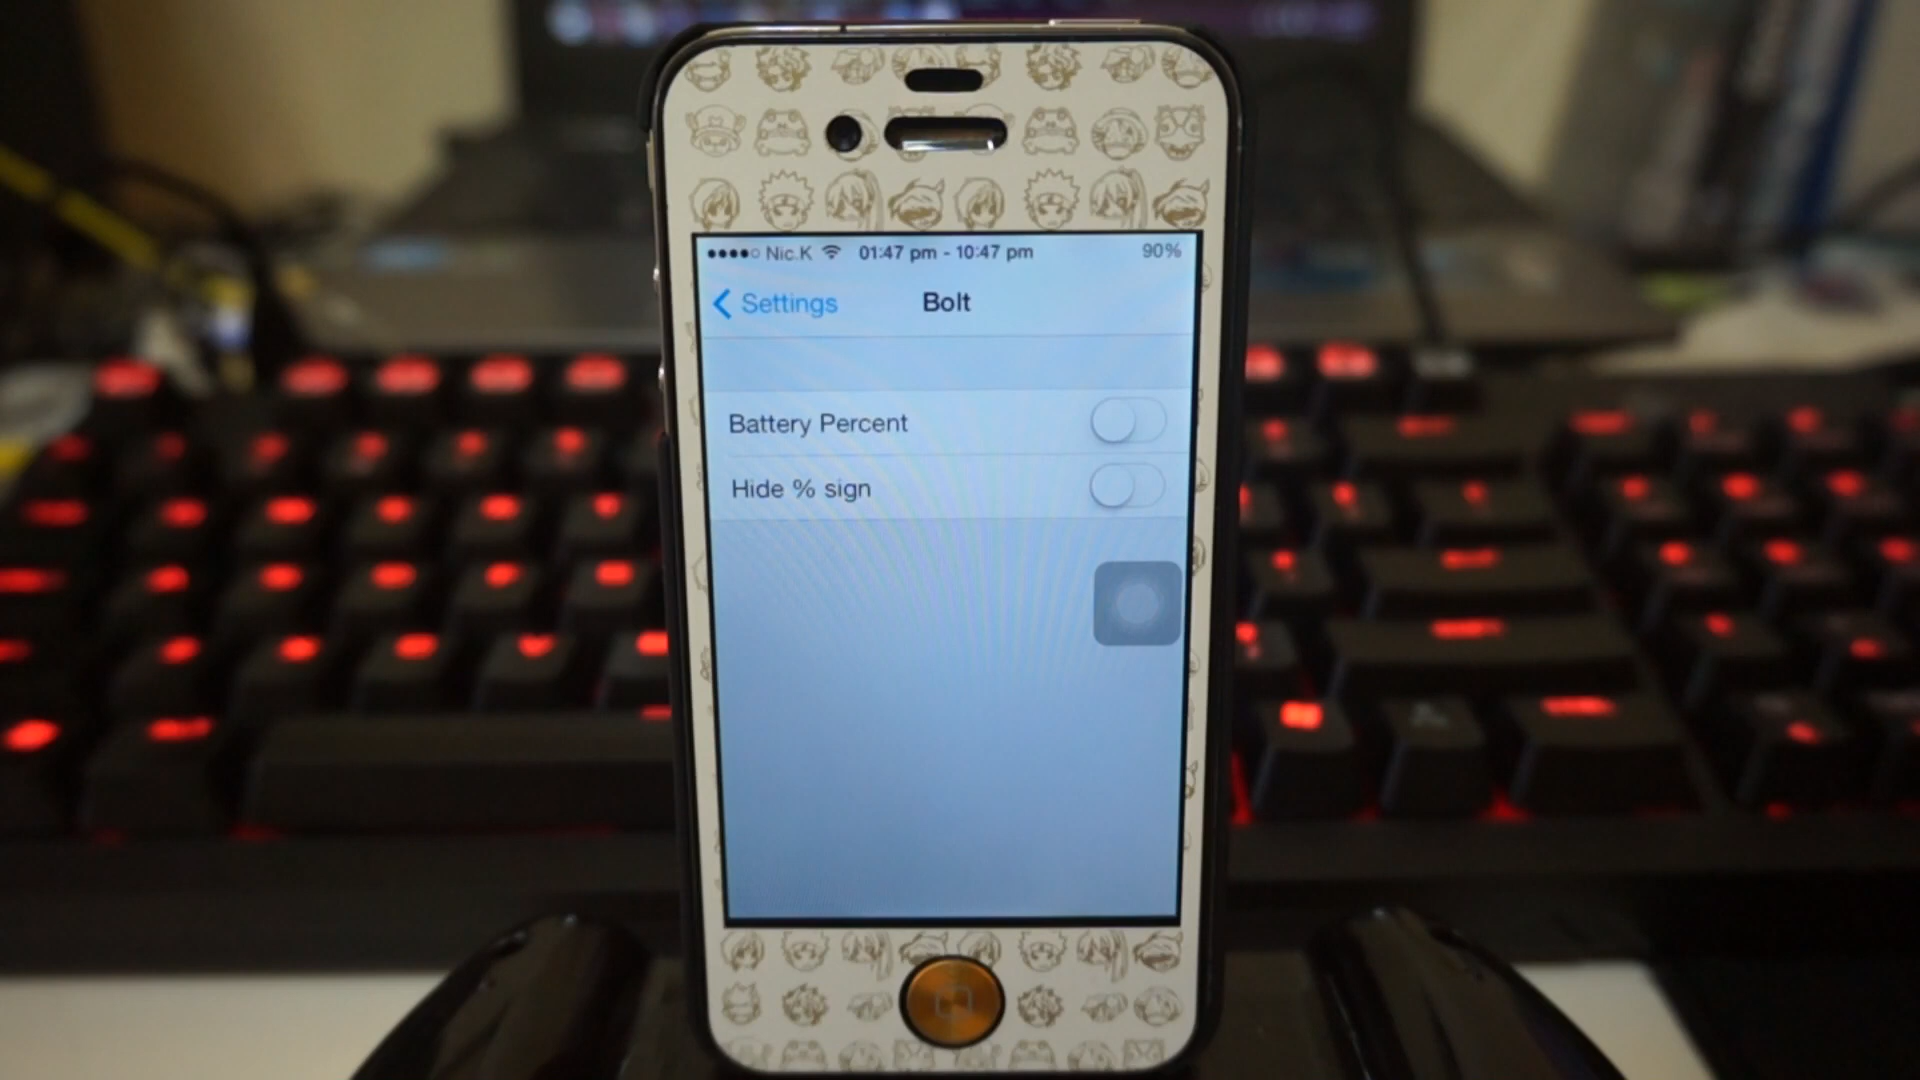 Nic.K 01:47 pm - 10:47 pm 90%
Settings Bolt
Battery Percent
Hide % sign